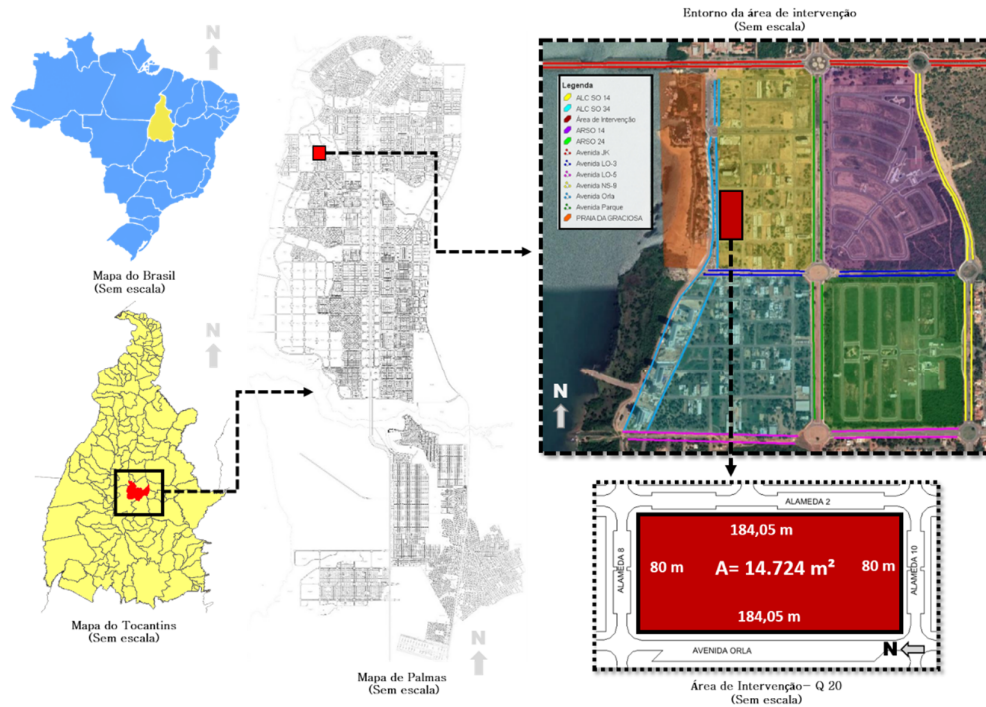 N
Mapa do Brasil
(Sem escala)
N
Mapa do Tocantins
(Sem escala)
N
Mapa de Palmas
(Sem escala)
Entorno da área de intervenção
(Sem escala)
Legenda
ALC SO 14
ALC SO 34
Área de Intervenção
ARSO 14
ARSO 24
Avenida JK
Avenida LO-3
Avenida LO-5
Avenida NS-9
Avenida Orla
Avenida Parque
PRAIA DA GRACIOSA
N
ALAMEDA 2
184,05 m
ALAMEDA 8
80 m
A= 14.724 m²
80 m
ALAMEDA 10
184,05 m
AVENIDA ORLA
N
Área de Intervenção– Q 20
(Sem escala)